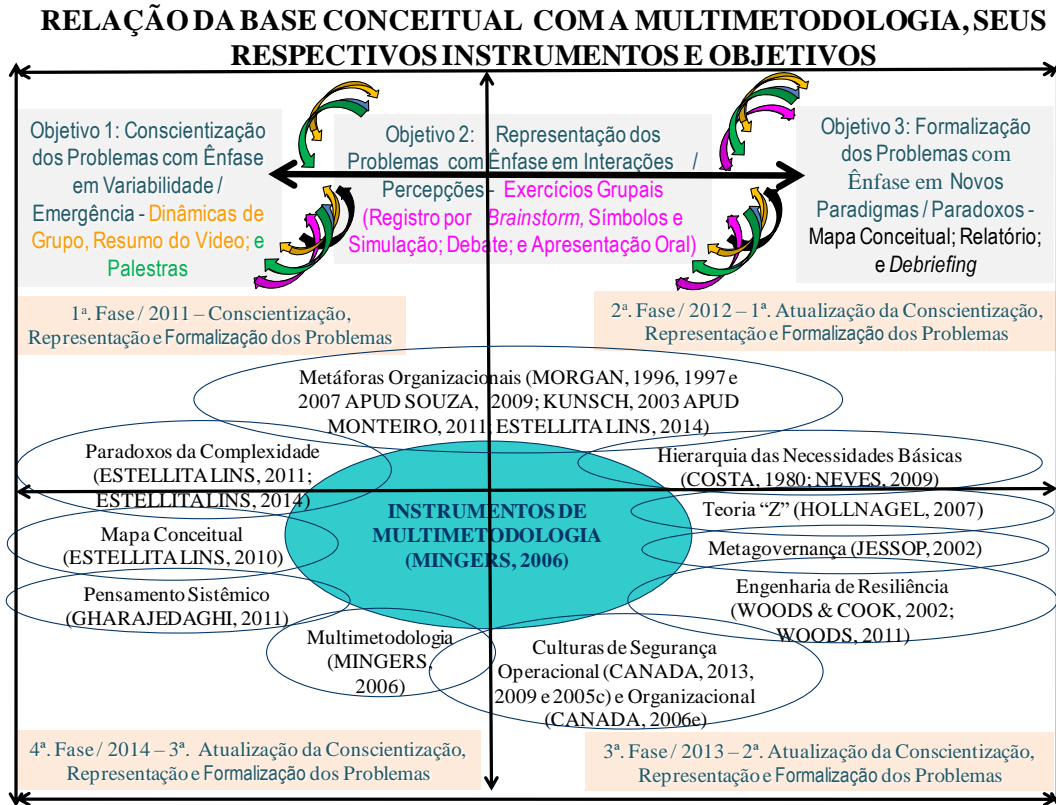 RELAÇÃO DA BASE CONCEITUAL COM A MULTIMETODOLOGIA, SEUS
RESPECTIVOS INSTRUMENTOS E OBJETIVOS
Objetivo 1: Conscientização
dos Problemas com Ênfase
em Variabilidade /
Emergência - Dinâmicas de
Grupo, Resumo do Video; e
Palestras
Objetivo 2: Representação dos
Problemas com Ênfase em Interações /
Percepções - Exercícios Grupais
(Registro por Brainstorm, Símbolos e
Simulação; Debate; e Apresentação Oral)
Objetivo 3: Formalização
dos Problemas com
Ênfase em Novos
Paradigmas / Paradoxos -
Mapa Conceitual; Relatório;
e Debriefing
1ª. Fase / 2011 – Conscientização,
Representação e Formalização dos Problemas
2ª. Fase / 2012 – 1ª. Atualização da Conscientização,
Representação e Formalização dos Problemas
Metáforas Organizacionais (MORGAN, 1996, 1997 e
2007 APUD SOUZA, 2009; KUNSCH, 2003 APUD
MONTEIRO, 2011; ESTELLITA LINS, 2014)
Paradoxos da Complexidade
(ESTELLITA LINS, 2011;
ESTELLITA LINS, 2014)
Hierarquia das Necessidades Básicas
(COSTA, 1980; NEVES, 2009)
INSTRUMENTOS DE
MULTIMETODOLOGIA
(MINGERS, 2006)
Teoria “Z” (HOLLNAGEL, 2007)
Mapa Conceitual
(ESTELLITA LINS, 2010)
Metagovernança (JESSOP, 2002)
Pensamento Sistêmico
(GHARAJEDAGHI, 2011)
Engenharia de Resiliência
(WOODS & COOK, 2002;
WOODS, 2011)
Multimetodologia
(MINGERS,
2006)
Culturas de Segurança
Operacional (CANADA, 2013,
2009 e 2005c) e Organizacional
(CANADA, 2006e)
4ª. Fase / 2014 – 3ª. Atualização da Conscientização,
Representação e Formalização dos Problemas
3ª. Fase / 2013 – 2ª. Atualização da Conscientização,
Representação e Formalização dos Problemas